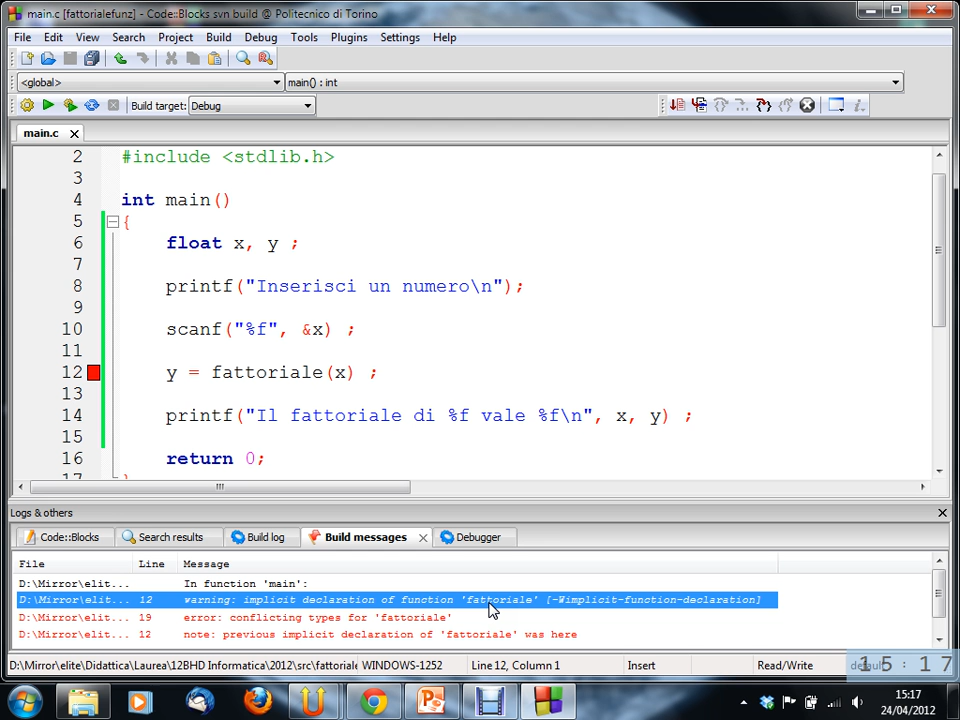 main.c [fattorialefunz] - Code::Blocks svn build @ Politecnico di Torino
File Edit View Search Project Build Debug Tools Plugins Settings Help
<global> main() : int
Build target: Debug
main.c
2 #include <stdlib.h>
3
4 int main()
5 {
6 float x, y ;
7
8 printf("Inserisci un numero\n");
9
10 scanf("%f", &x) ;
11
12 y = fattoriale(x) ;
13
14 printf("Il fattoriale di %f vale %f\n", x, y) ;
15
16 return 0;
17 }
Logs & others
Code::Blocks Search results Build log Build messages Debugger
File Line Message
D:\Mirror\elit... In function 'main':
D:\Mirror\elit... 12 warning: implicit declaration of function 'fattoriale' [-Wimplicit-function-declaration]
D:\Mirror\elit... 19 error: conflicting types for 'fattoriale'
D:\Mirror\elit... 12 note: previous implicit declaration of 'fattoriale' was here
D:\Mirror\elite\Didattica\Laurea\12BHD Informatica\2012\src\fattoriale WINDOWS-1252 Line 12, Column 1 Insert Read/Write default
15:17
15:17
24/04/2012